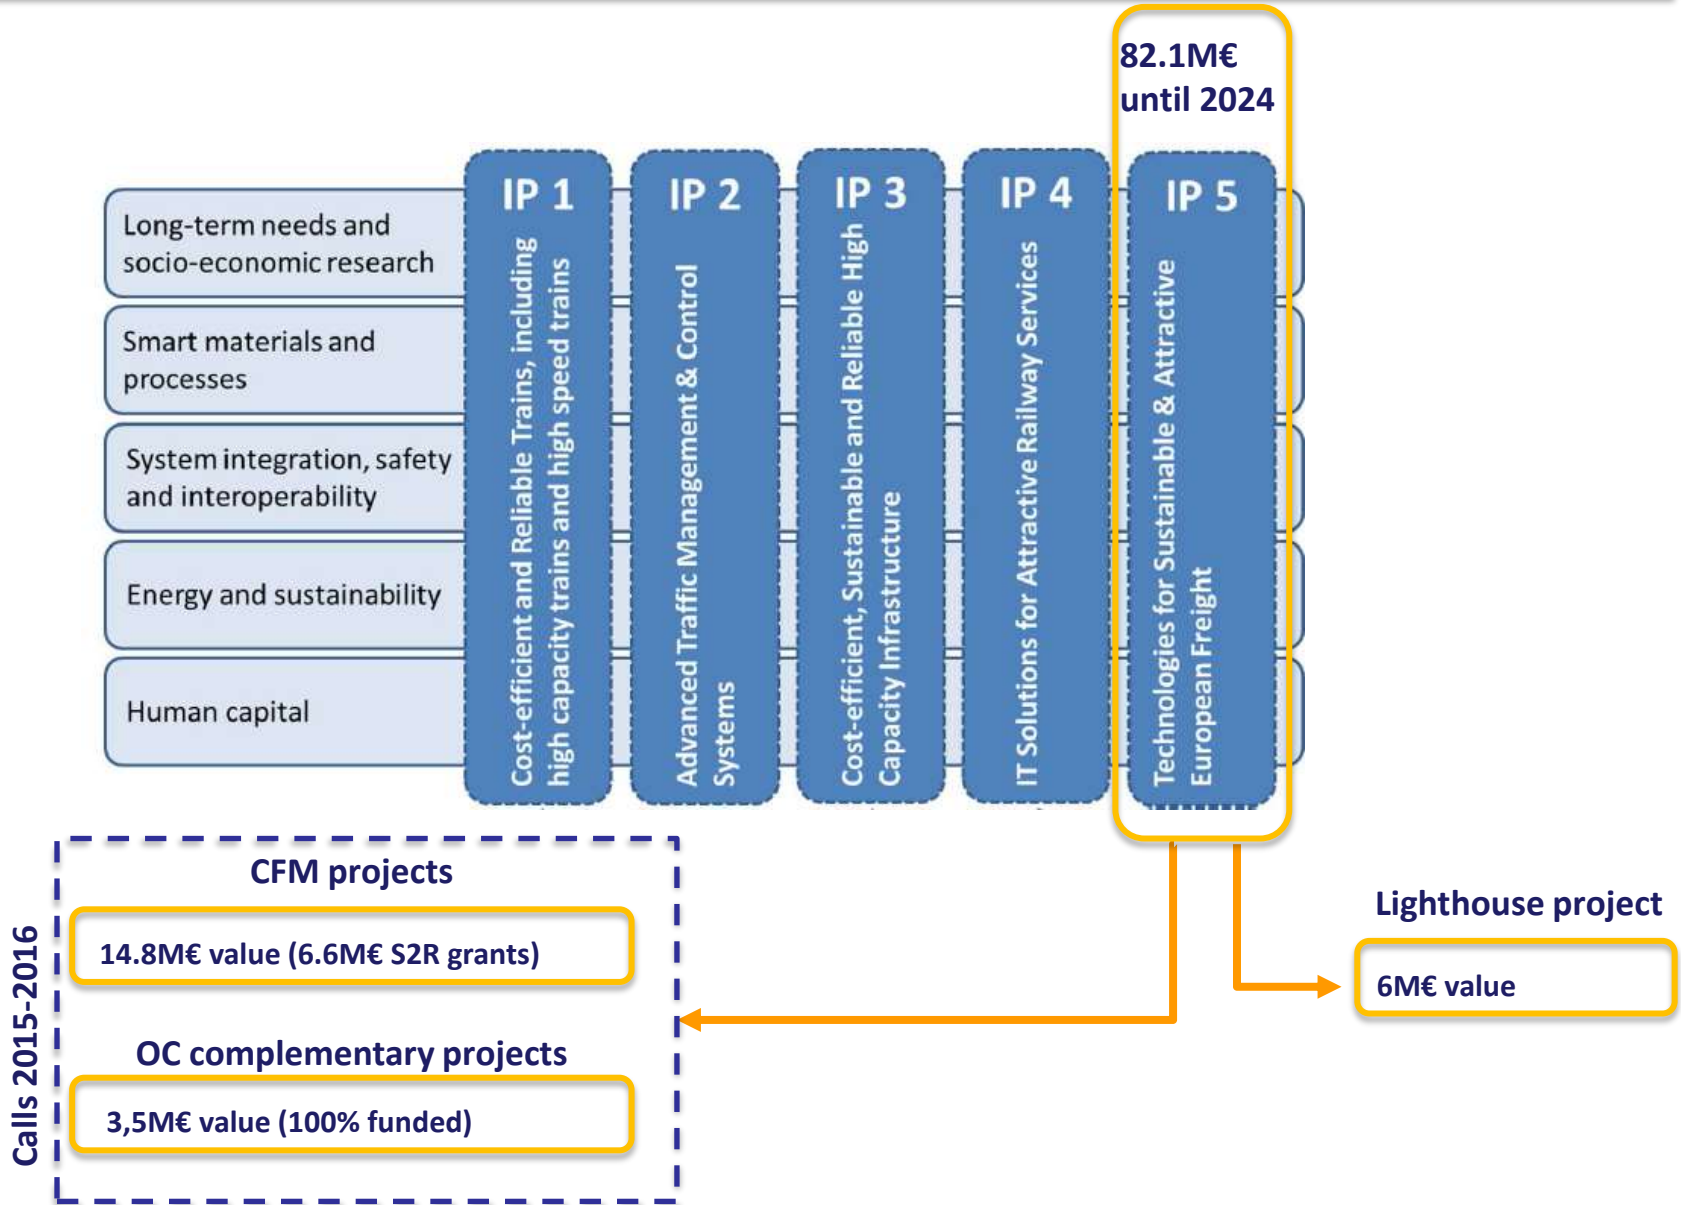 82.1M€
until 2024
Long-term needs and
socio-economic research
Smart materials and
processes
System integration, safety
and interoperability
Energy and sustainability
Human capital
IP 1
Cost-efficient and Reliable Trains, including
high capacity trains and high speed trains
IP 2
Advanced Traffic Management & Control
Systems
IP 3
Cost-efficient, Sustainable and Reliable High
Capacity Infrastructure
IP 4
IT Solutions for Attractive Railway Services
IP 5
Technologies for Sustainable & Attractive
European Freight
Calls 2015-2016
CFM projects
14.8M€ value (6.6M€ S2R grants)
OC complementary projects
3,5M€ value (100% funded)
Lighthouse project
6M€ value